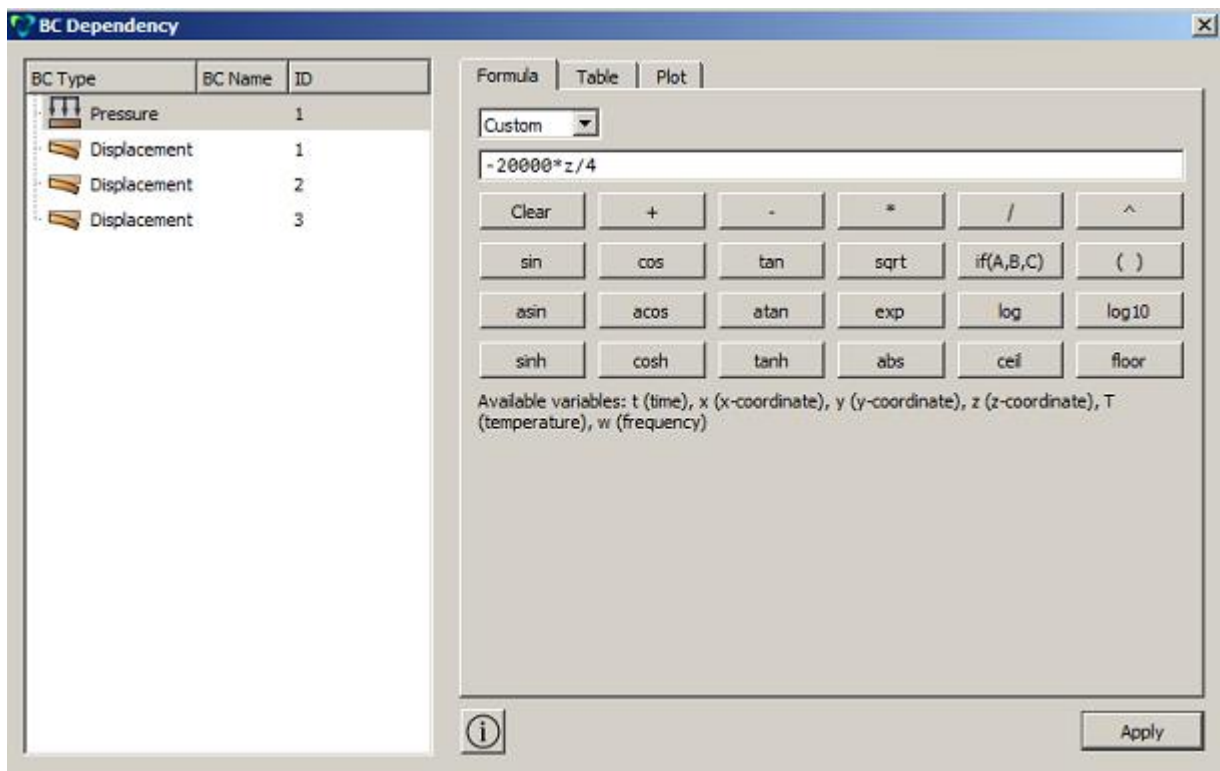 BC Dependency
BC Type BC Name ID
Pressure 1
Displacement 1
Displacement 2
Displacement 3
Formula Table Plot
Custom
-20000*z/4
Clear + - * / ^
sin cos tan sqrt if(A,B,C) ( )
asin acos atan exp log log10
sinh cosh tanh abs ceil floor
Available variables: t (time), x (x-coordinate), y (y-coordinate), z (z-coordinate), T
(temperature), w (frequency)
Apply